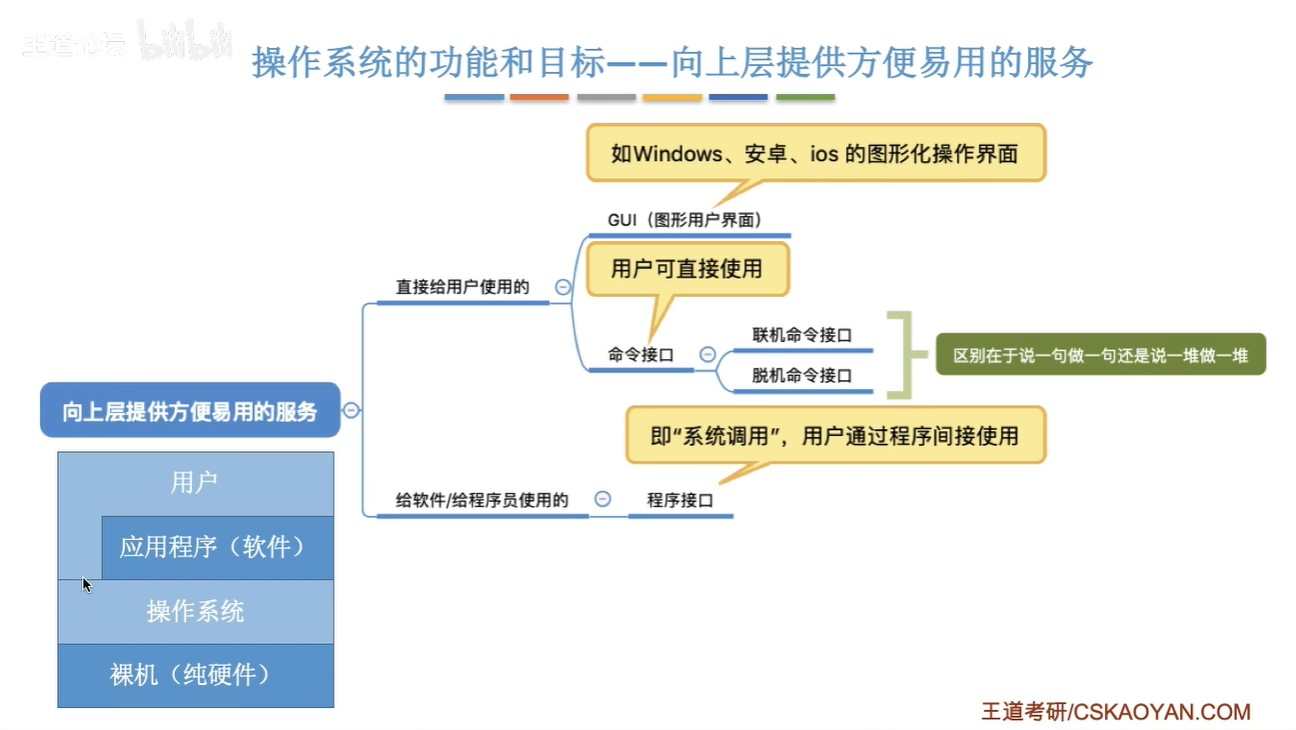 王道论坛 bilibili
操作系统的功能和目标——向上层提供方便易用的服务
如Windows、安卓、ios 的图形化操作界面
GUI（图形用户界面）
用户可直接使用
直接给用户使用的
命令接口
联机命令接口
脱机命令接口
区别在于说一句做一句还是说一堆做一堆
向上层提供方便易用的服务
即“系统调用”，用户通过程序间接使用
给软件/给程序员使用的
程序接口
用户
应用程序（软件）
操作系统
裸机（纯硬件）
王道考研/CSKAOYAN.COM